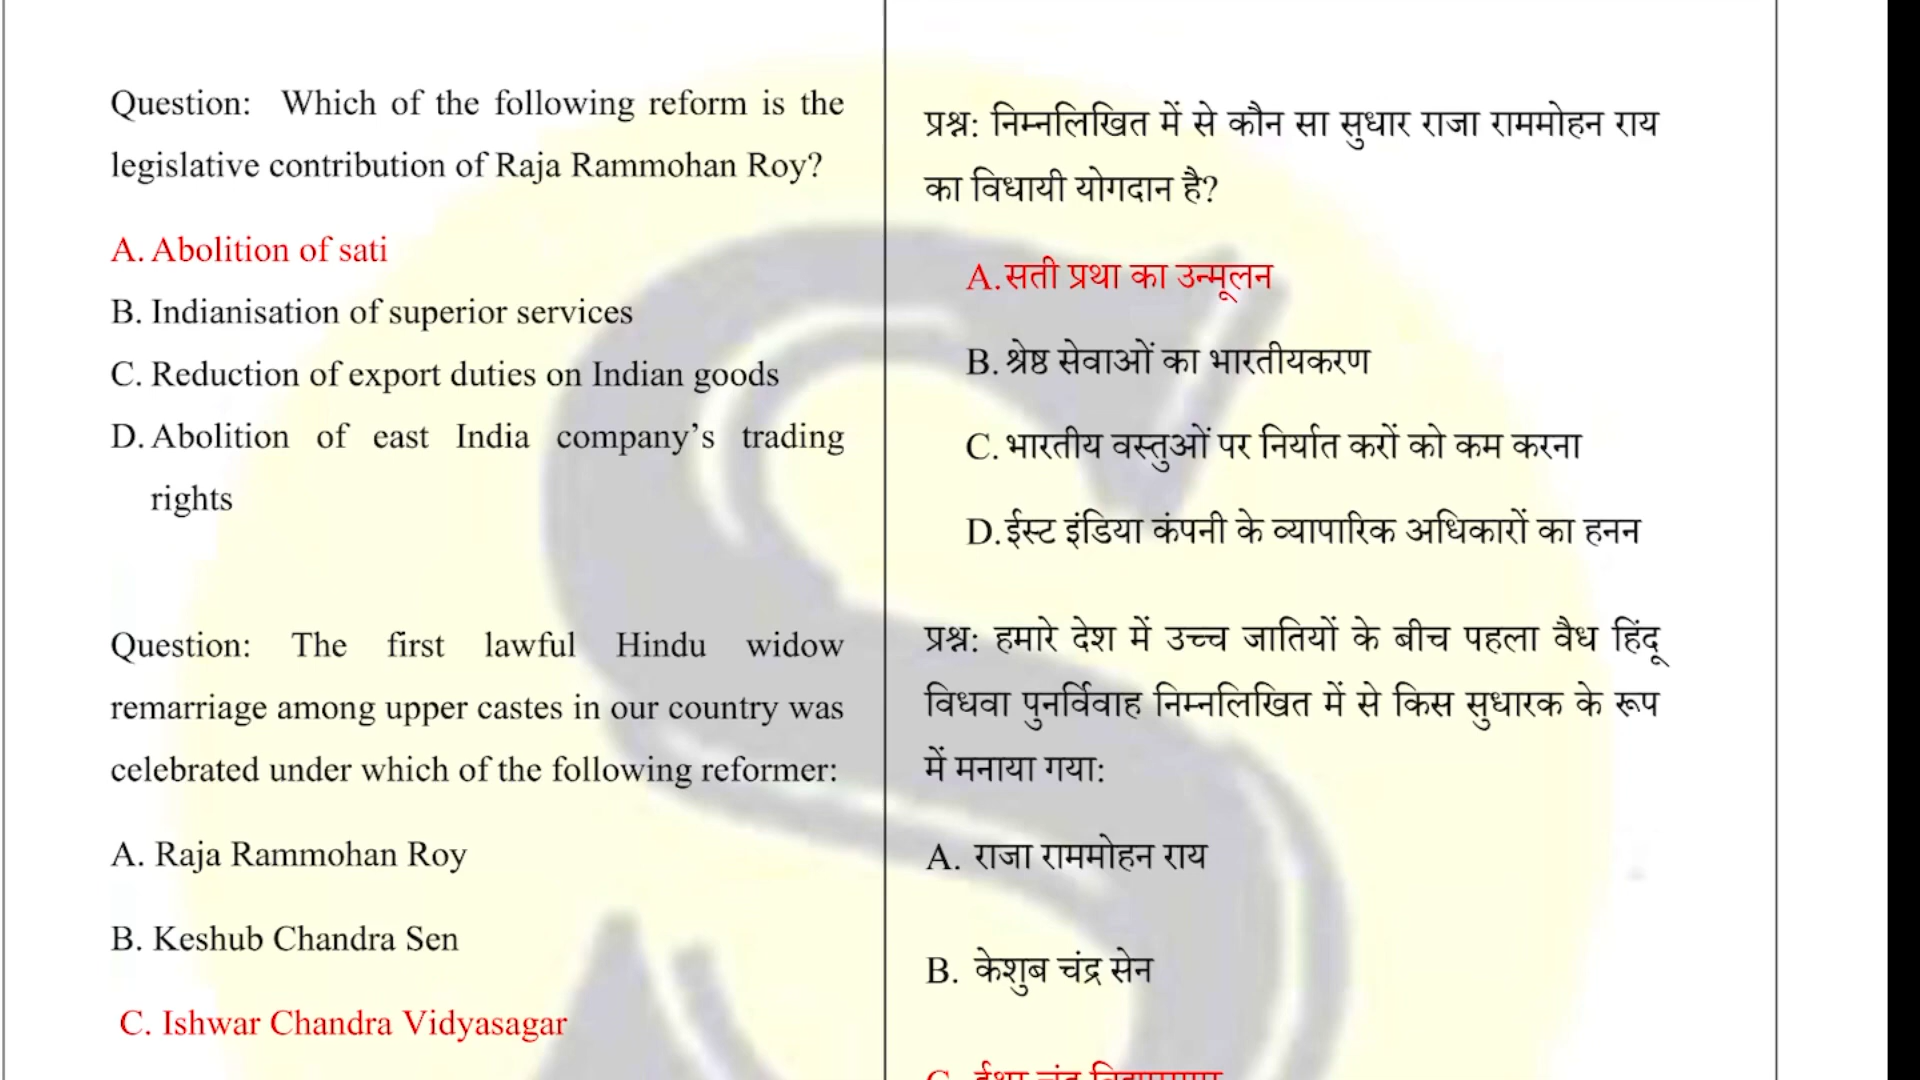 Question: Which of the following reform is the
legislative contribution of Raja Rammohan Roy?
A. Abolition of sati
B. Indianisation of superior services
C. Reduction of export duties on Indian goods
D. Abolition of east India company’s trading
rights
Question: The first lawful Hindu widow
remarriage among upper castes in our country was
celebrated under which of the following reformer:
A. Raja Rammohan Roy
B. Keshub Chandra Sen
C. Ishwar Chandra Vidyasagar
प्रश्न: निम्नलिखित में से कौन सा सुधार राजा राममोहन राय
का विधायी योगदान है?
A. सती प्रथा का उन्मूलन
B. श्रेष्ठ सेवाओं का भारतीयकरण
C. भारतीय वस्तुओं पर निर्यात करों को कम करना
D. ईस्ट इंडिया कंपनी के व्यापारिक अधिकारों का हनन
प्रश्न: हमारे देश में उच्च जातियों के बीच पहला वैध हिंदू
विधवा पुनर्विवाह निम्नलिखित में से किस सुधारक के रूप
में मनाया गया:
A. राजा राममोहन राय
B. केशुब चंद्र सेन